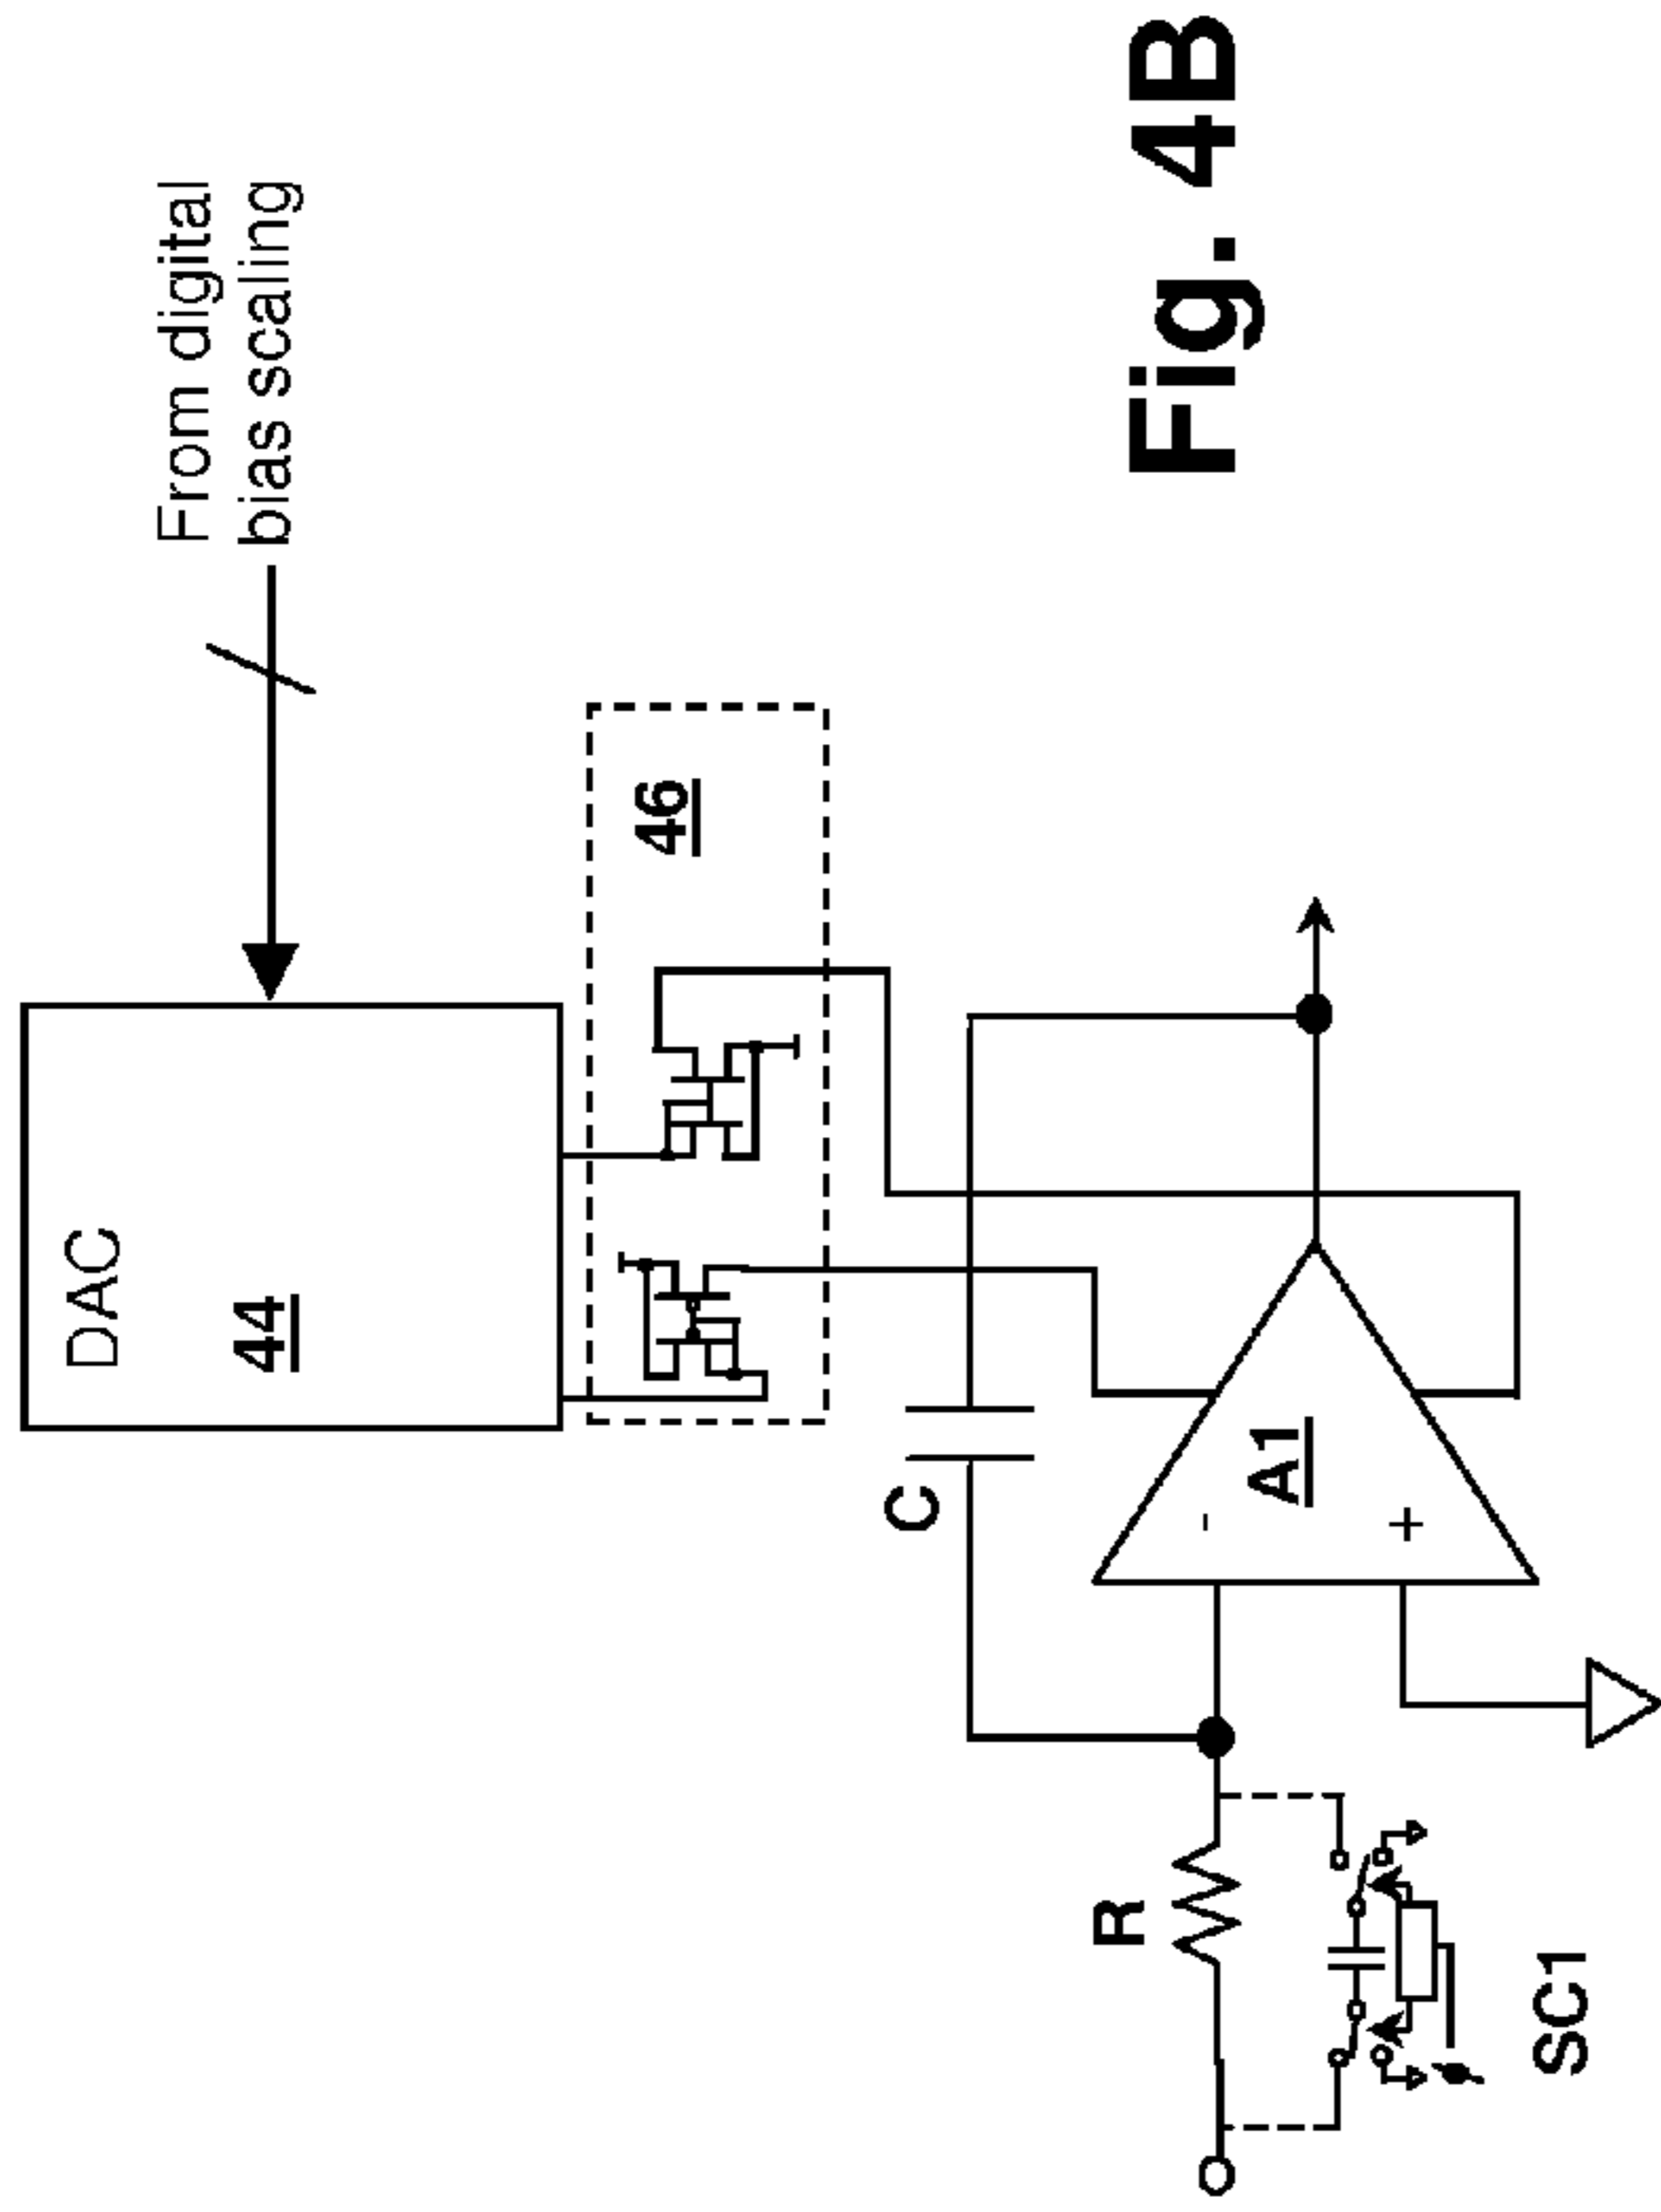 DAC
44
From digital
bias scaling
46
C
A1
-
+
R
SC1
ϕ
Fig. 4B